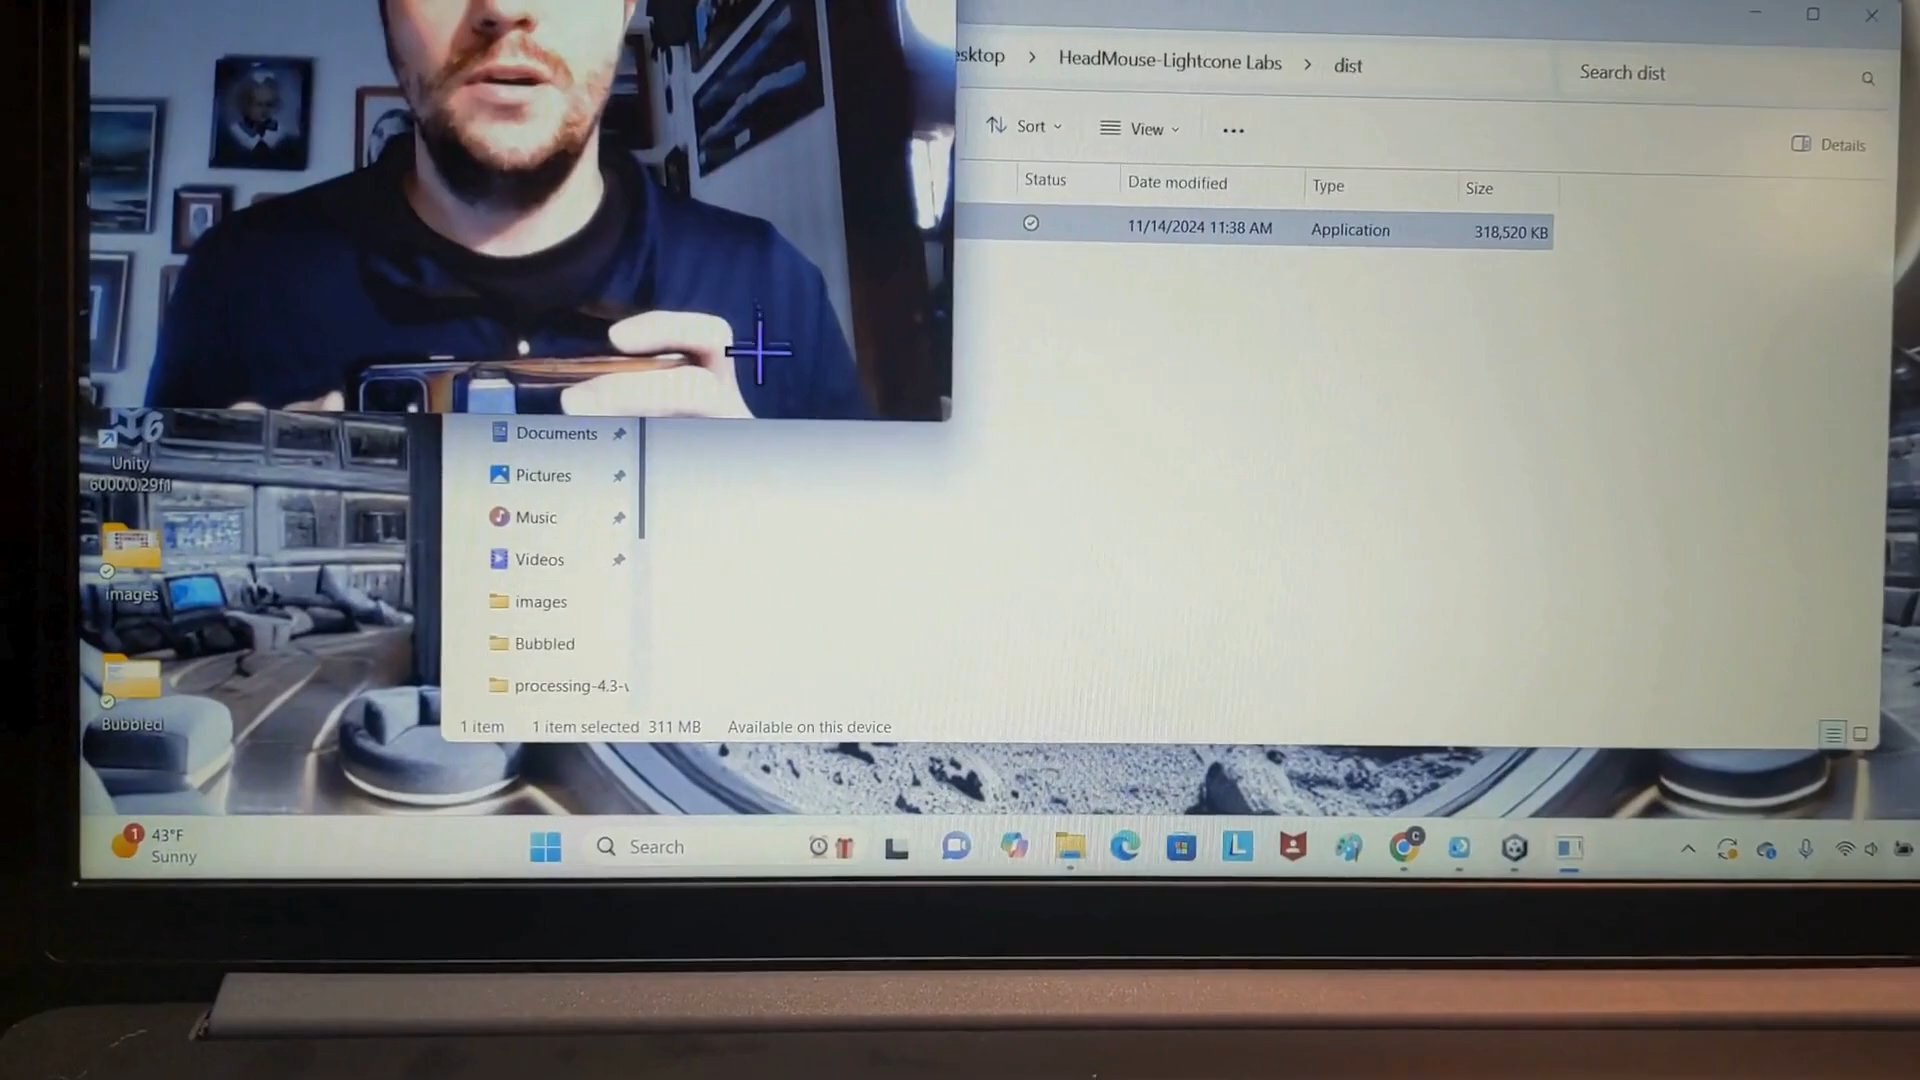 esktop > HeadMouse-Lightcone Labs > dist
Search dist
Sort
View
Details
Status
Date modified
Type
Size
11/14/2024 11:38 AM
Application
318,520 KB
Documents
Pictures
Music
Videos
images
Bubbled
processing-4.3-
1 item 1 item selected 311 MB Available on this device
Unity
6000.0.29f1
images
Bubbled
1
43°F
Sunny
Search
L
C